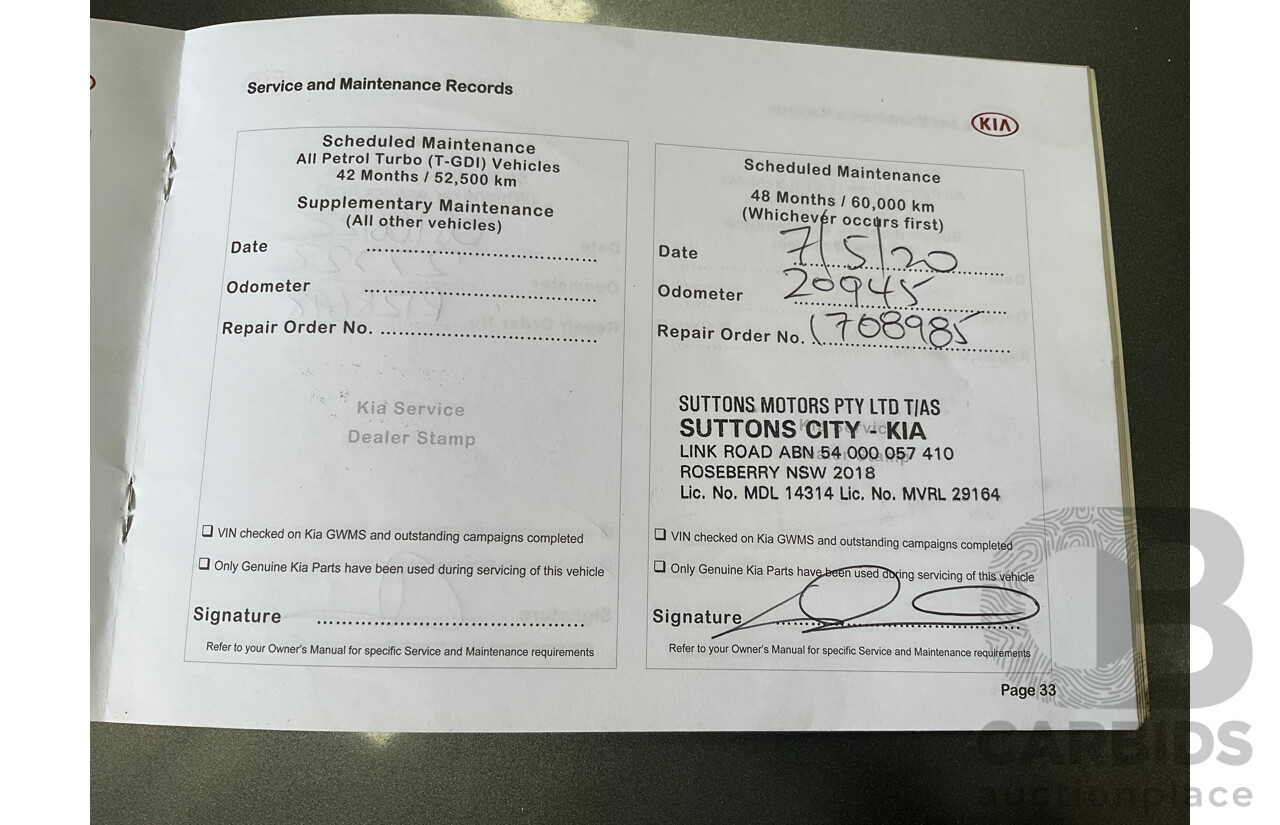 Service and Maintenance Records
KIA
Scheduled Maintenance
All Petrol Turbo (T-GDI) Vehicles
42 Months / 52,500 km
Supplementary Maintenance
(All other vehicles)
Date
Odometer
Repair Order No.
Kia Service
Dealer Stamp
❑ VIN checked on Kia GWMS and outstanding campaigns completed
❑ Only Genuine Kia Parts have been used during servicing of this vehicle
Signature
Refer to your Owner's Manual for specific Service and Maintenance requirements
Scheduled Maintenance
48 Months / 60,000 km
(Whichever occurs first)
Date 7/5/20
Odometer 20945
Repair Order No. 1708985
SUTTONS MOTORS PTY LTD T/AS
SUTTONS CITY - KIA
LINK ROAD ABN 54 000 057 410
ROSEBERRY NSW 2018
Lic. No. MDL 14314 Lic. No. MVRL 29164
❑ VIN checked on Kia GWMS and outstanding campaigns completed
❑ Only Genuine Kia Parts have been used during servicing of this vehicle
Signature
Refer to your Owner's Manual for specific Service and Maintenance requirements
Page 33
CARBIDS
auctionplace